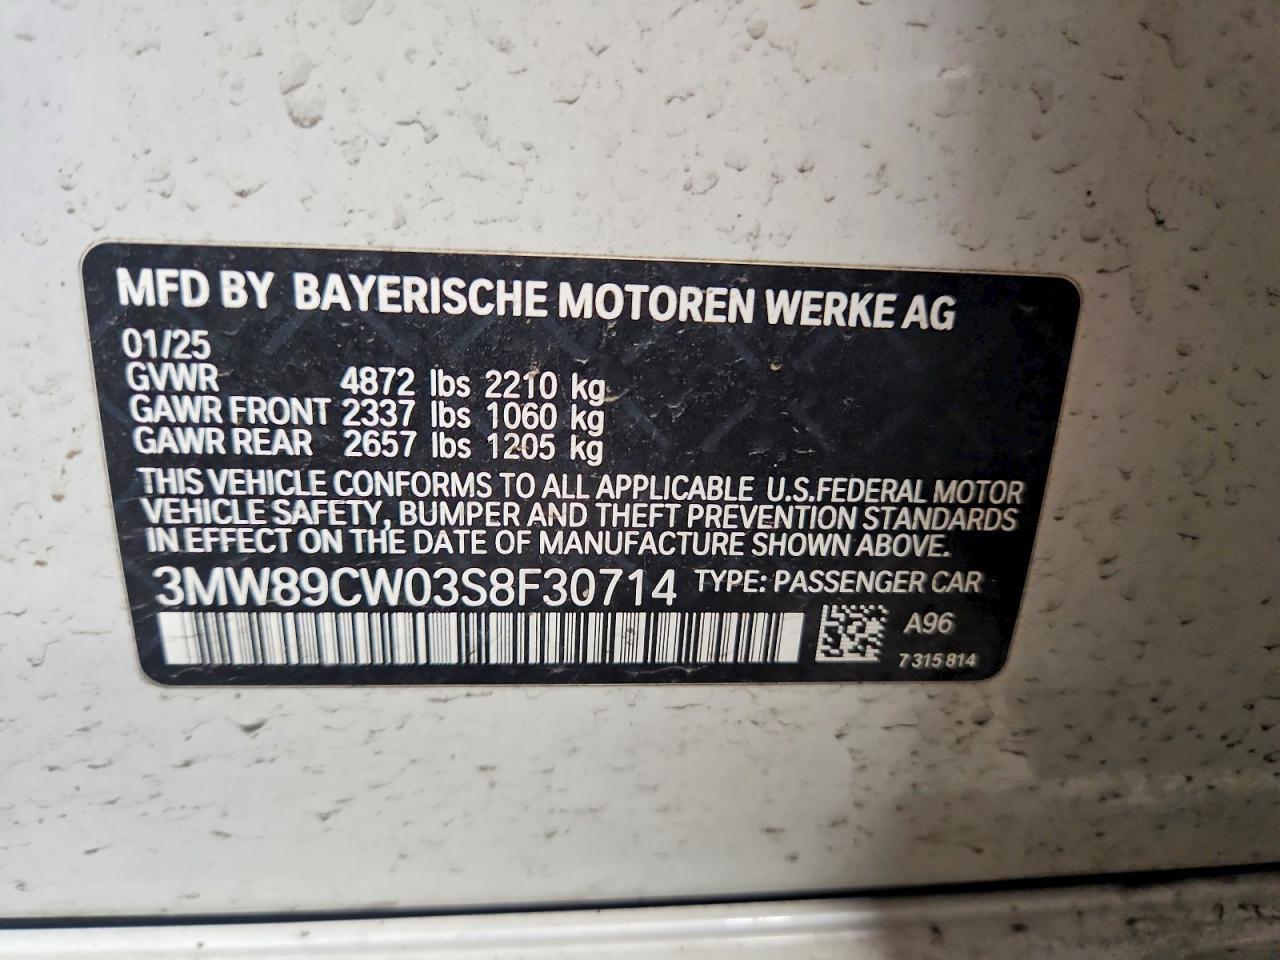 MFD BY BAYERISCHE MOTOREN WERKE AG
01/25
GVWR 4872 lbs 2210 kg
GAWR FRONT 2337 lbs 1060 kg
GAWR REAR 2657 lbs 1205 kg
THIS VEHICLE CONFORMS TO ALL APPLICABLE U.S.FEDERAL MOTOR
VEHICLE SAFETY, BUMPER AND THEFT PREVENTION STANDARDS
IN EFFECT ON THE DATE OF MANUFACTURE SHOWN ABOVE.
3MW89CW03S8F30714 TYPE: PASSENGER CAR
A96
7 315 814